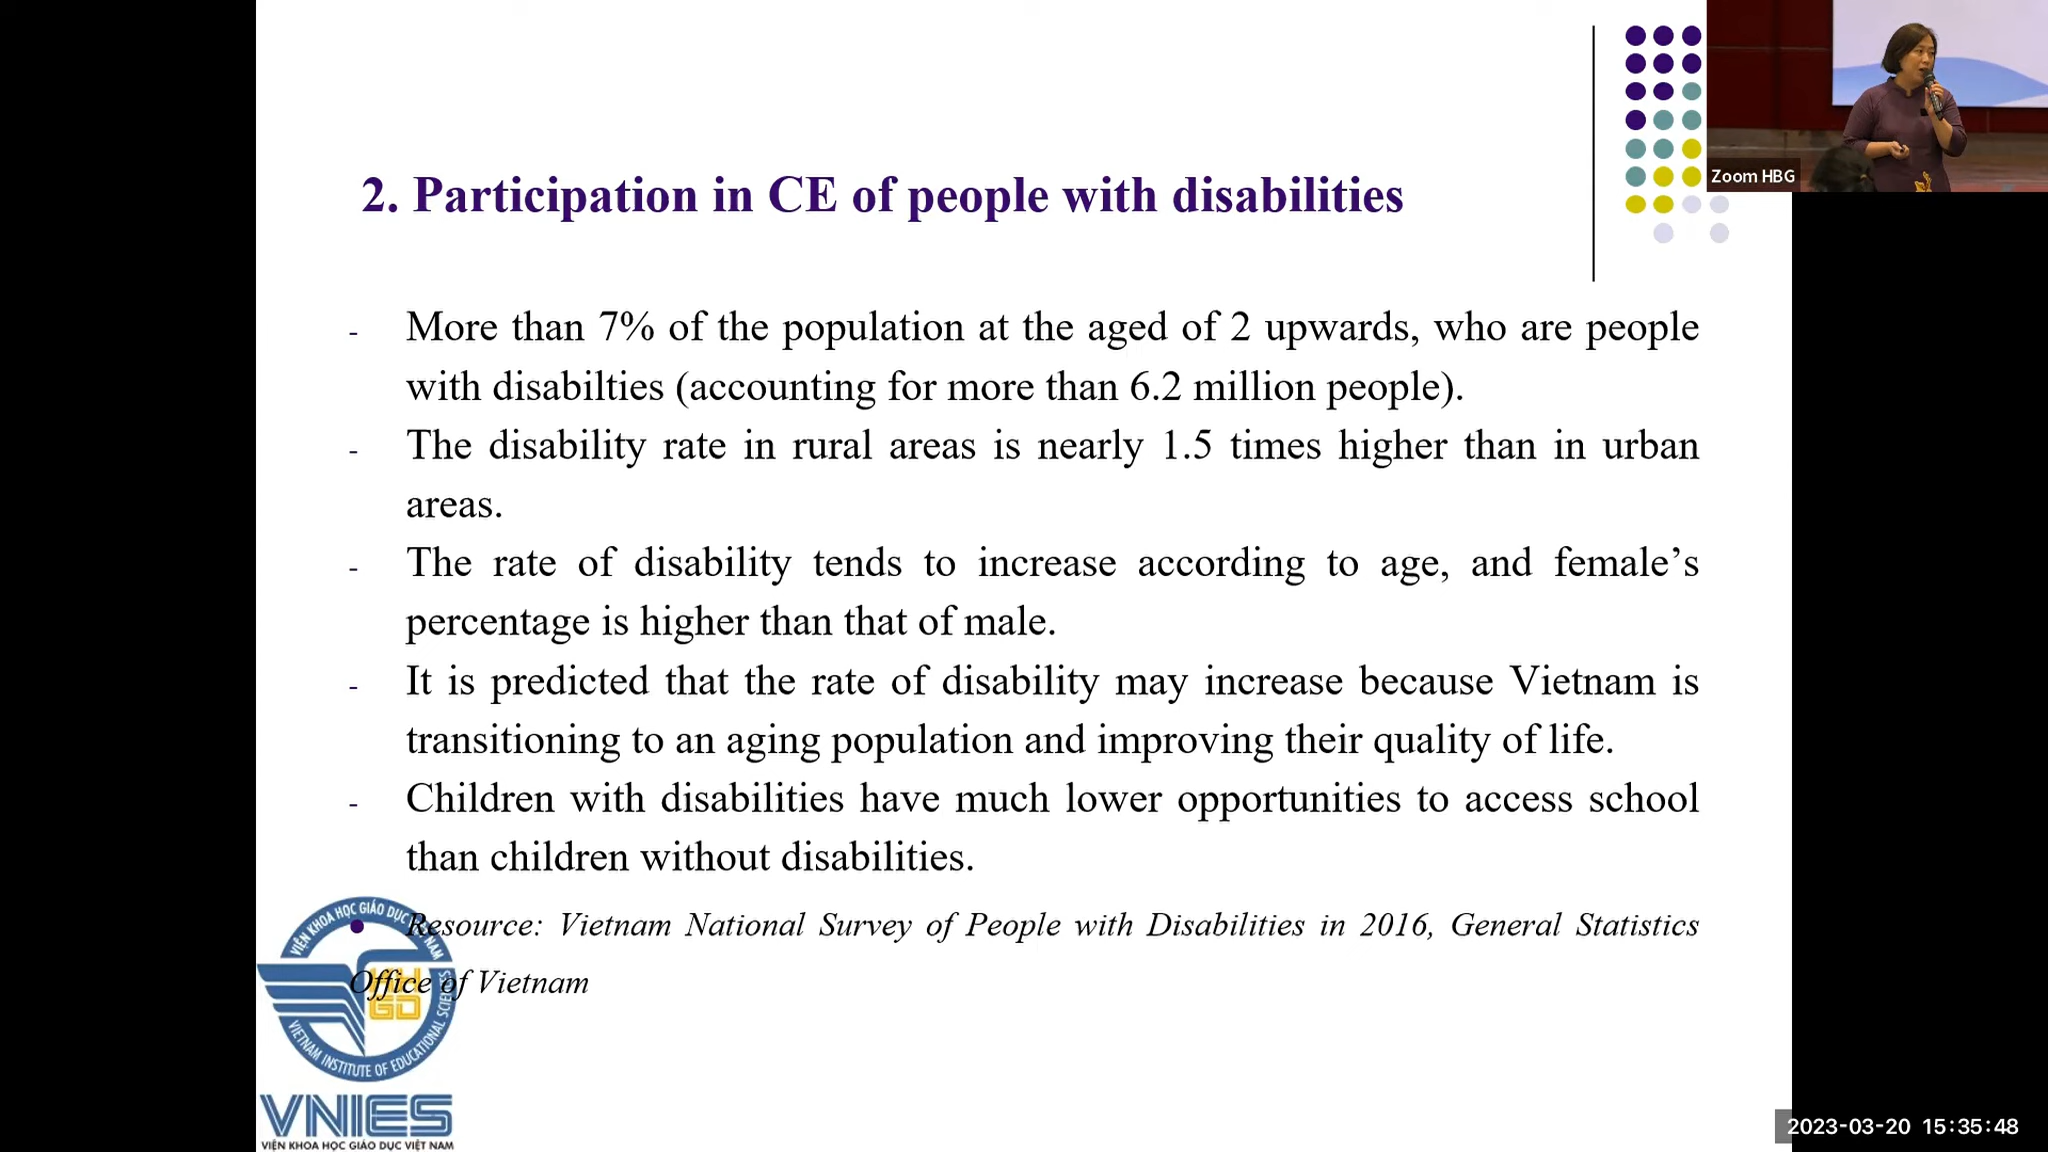 2. Participation in CE of people with disabilities
Zoom HBG
- More than 7% of the population at the aged of 2 upwards, who are people
with disabilties (accounting for more than 6.2 million people).
- The disability rate in rural areas is nearly 1.5 times higher than in urban
areas.
- The rate of disability tends to increase according to age, and female's
percentage is higher than that of male.
- It is predicted that the rate of disability may increase because Vietnam is
transitioning to an aging population and improving their quality of life.
- Children with disabilities have much lower opportunities to access school
than children without disabilities.
• Resource: Vietnam National Survey of People with Disabilities in 2016, General Statistics
Office of Vietnam
VIỆN KHOA HỌC GIÁO DỤC VIỆT NAM
GD
VIETNAM INSTITUTE OF EDUCATIONAL SCIENCES
VNIES
VIỆN KHOA HỌC GIÁO DỤC VIỆT NAM
2023-03-20 15:35:48